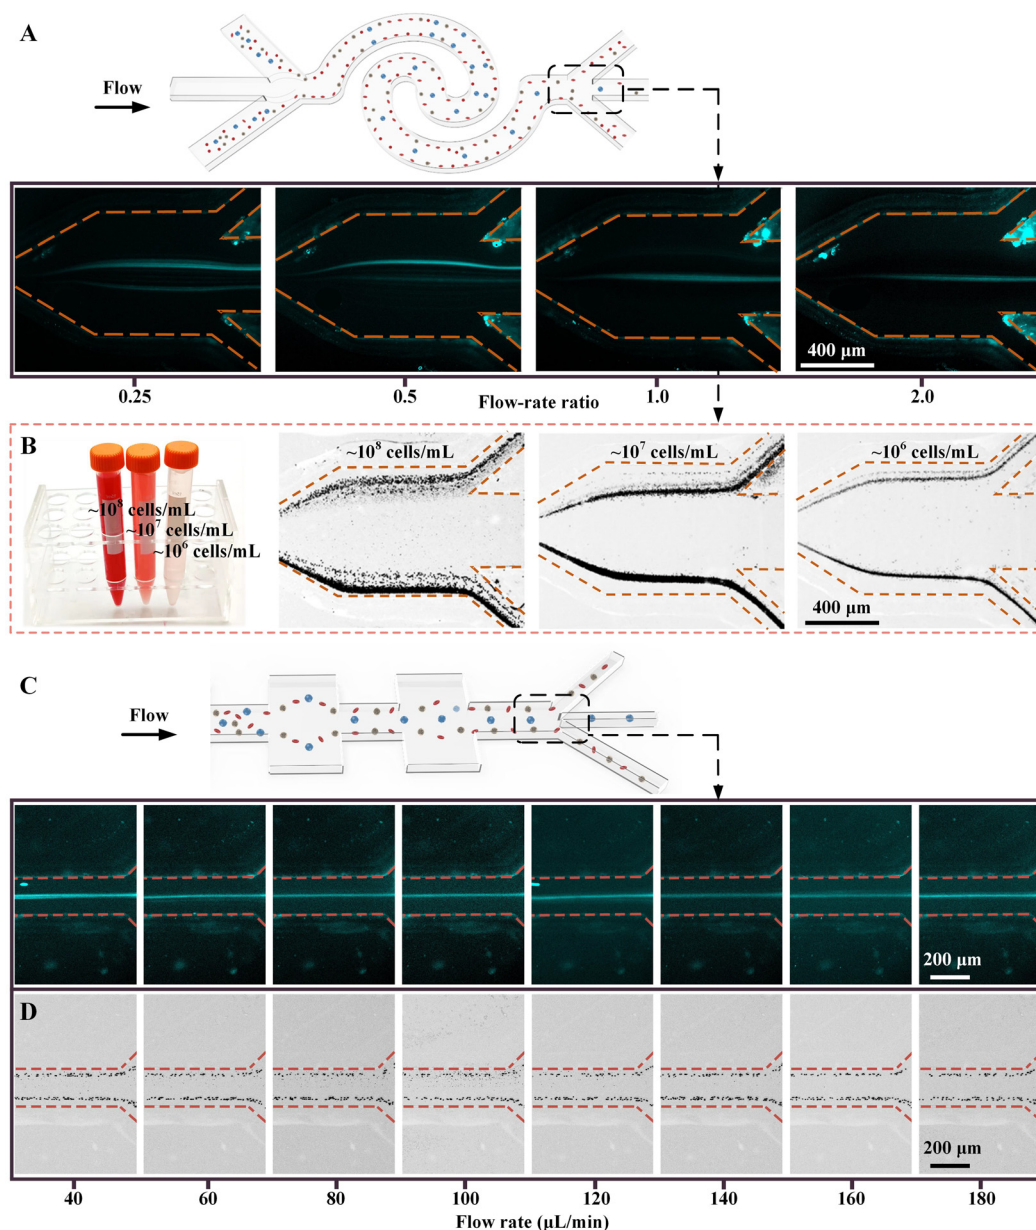 A
Flow
400 µm
0.25
0.5
1.0
2.0
Flow-rate ratio
B
~10⁸ cells/mL
~10⁷ cells/mL
~10⁶ cells/mL
~10⁸ cells/mL
~10⁷ cells/mL
~10⁶ cells/mL
400 µm
C
Flow
200 µm
D
200 µm
40
60
80
100
120
140
160
180
Flow rate (µL/min)